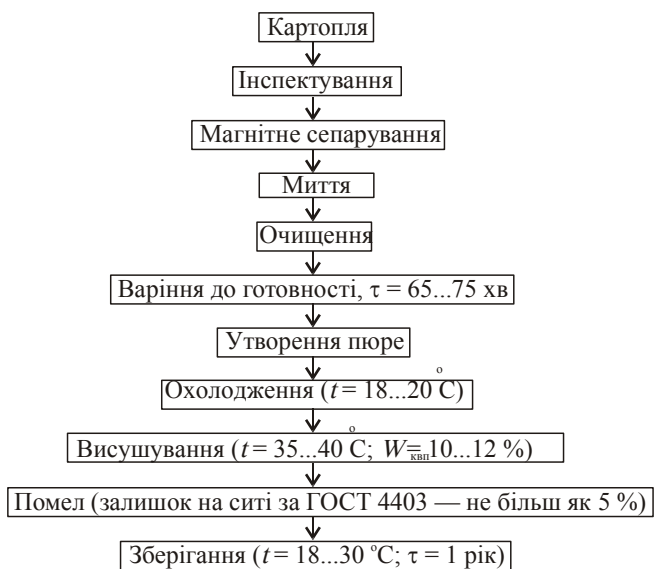 Картопля
Інспектування
Магнітне сепарування
Миття
Очищення
Варіння до готовності, τ = 65...75 хв
Утворення пюре
Охолодження (t = 18...20 °C)
Висушування (t = 35...40 °C; Wквп = 10...12 %)
Помел (залишок на ситі за ГОСТ 4403 — не більш як 5 %)
Зберігання (t = 18...30 °C; τ = 1 рік)